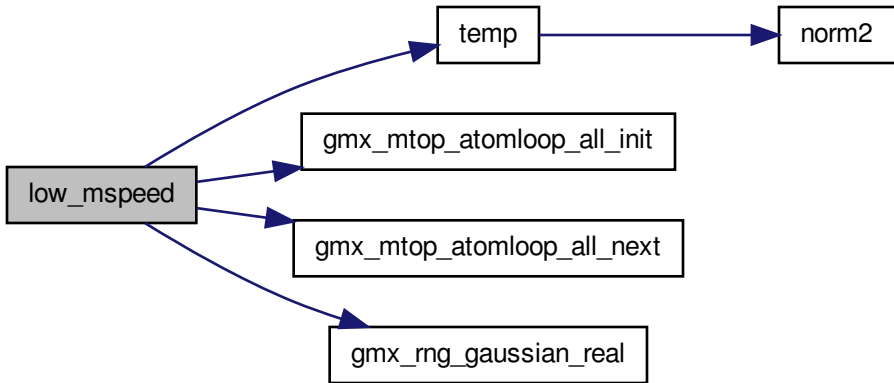 temp
norm2
gmx_mtop_atomloop_all_init
low_mspeed
gmx_mtop_atomloop_all_next
gmx_rng_gaussian_real